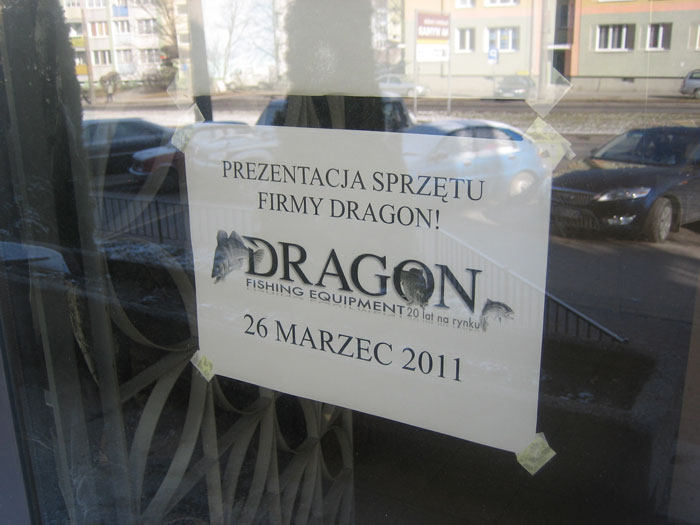 PREZENTACJA SPRZĘTU
FIRMY DRAGON!
DRAGON
FISHING EQUIPMENT 20 lat na rynku
26 MARZEC 2011